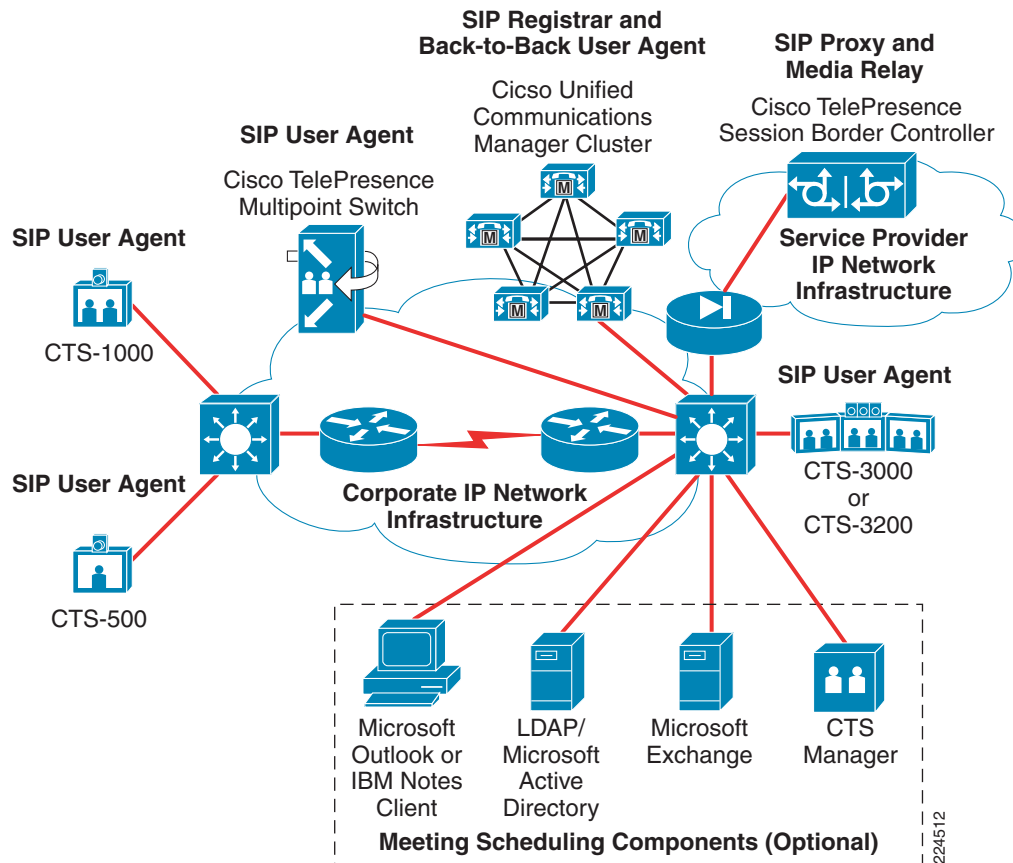 SIP Registrar and
Back-to-Back User Agent
Cicso Unified
Communications
Manager Cluster
SIP Proxy and
Media Relay
Cisco TelePresence
Session Border Controller
SIP User Agent
Cisco TelePresence
Multipoint Switch
M
M
M
M
M
Service Provider
IP Network
Infrastructure
SIP User Agent
CTS-1000
SIP User Agent
CTS-3000
or
CTS-3200
SIP User Agent
CTS-500
Corporate IP Network
Infrastructure
Microsoft
Outlook or
IBM Notes
Client
LDAP/
Microsoft
Active
Directory
Microsoft
Exchange
CTS
Manager
Meeting Scheduling Components (Optional)
224512